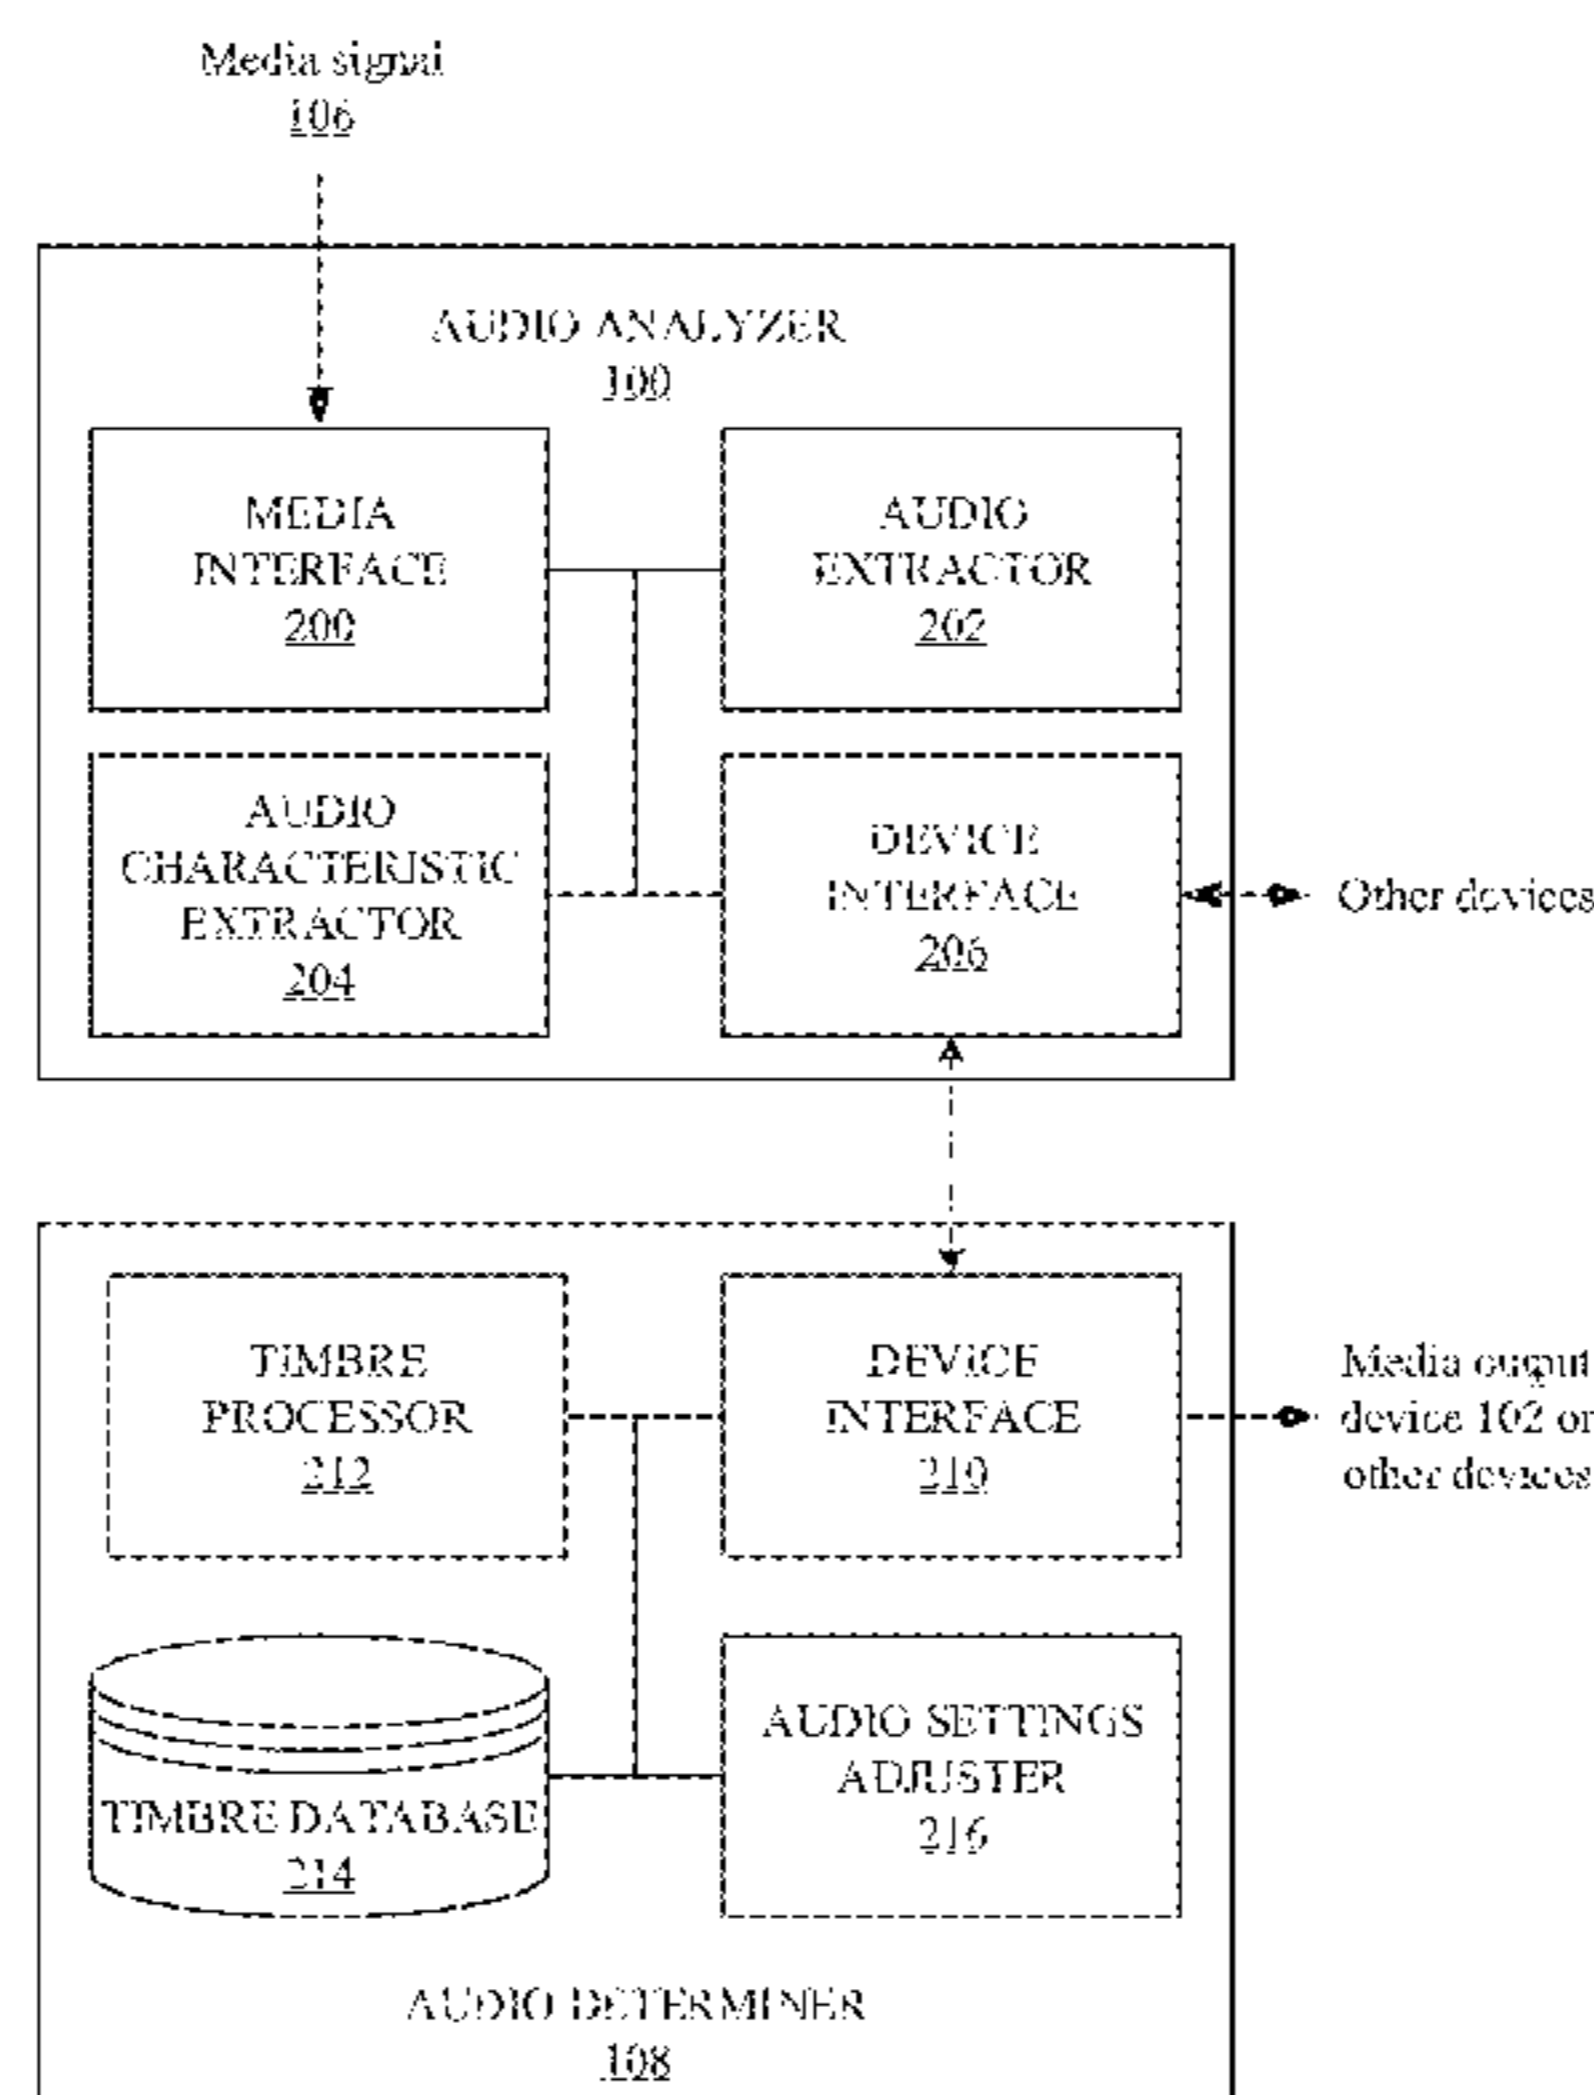 Media signal
106
AUDIO ANALYZER
100
MEDIA
INTERFACE
200
AUDIO
EXTRACTOR
202
AUDIO
CHARACTERISTIC
EXTRACTOR
204
DEVICE
INTERFACE
206
Other devices
TIMBRE
PROCESSOR
212
DEVICE
INTERFACE
210
Media output
device 102 or
other devices
TIMBRE DATABASE
214
AUDIO SETTINGS
ADJUSTER
216
AUDIO DETERMINER
108